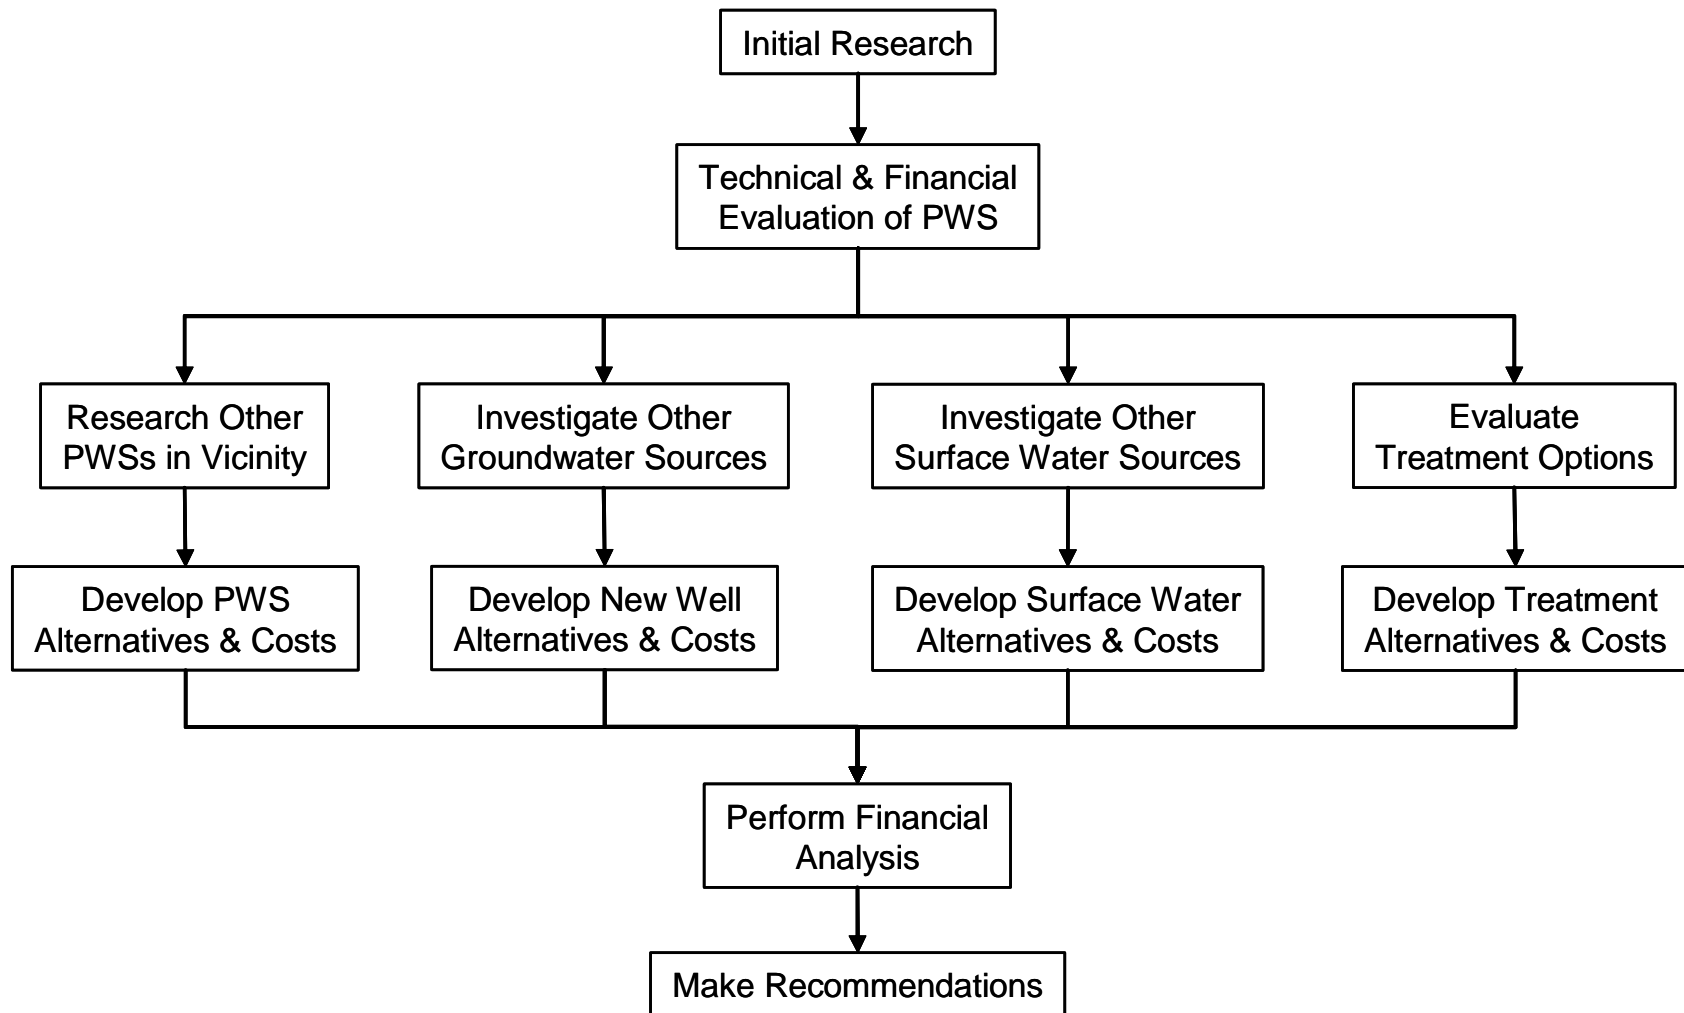 Initial Research
Technical & Financial
Evaluation of PWS
Research Other
PWSs in Vicinity
Investigate Other
Groundwater Sources
Investigate Other
Surface Water Sources
Evaluate
Treatment Options
Develop PWS
Alternatives & Costs
Develop New Well
Alternatives & Costs
Develop Surface Water
Alternatives & Costs
Develop Treatment
Alternatives & Costs
Perform Financial
Analysis
Make Recommendations